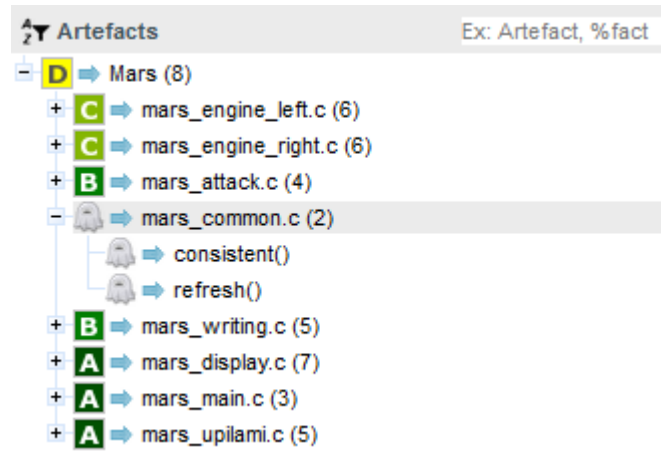 AZ Artefacts Ex: Artefact, %fact
D Mars (8)
C mars_engine_left.c (6)
C mars_engine_right.c (6)
B mars_attack.c (4)
mars_common.c (2)
consistent()
refresh()
B mars_writing.c (5)
A mars_display.c (7)
A mars_main.c (3)
A mars_upilami.c (5)